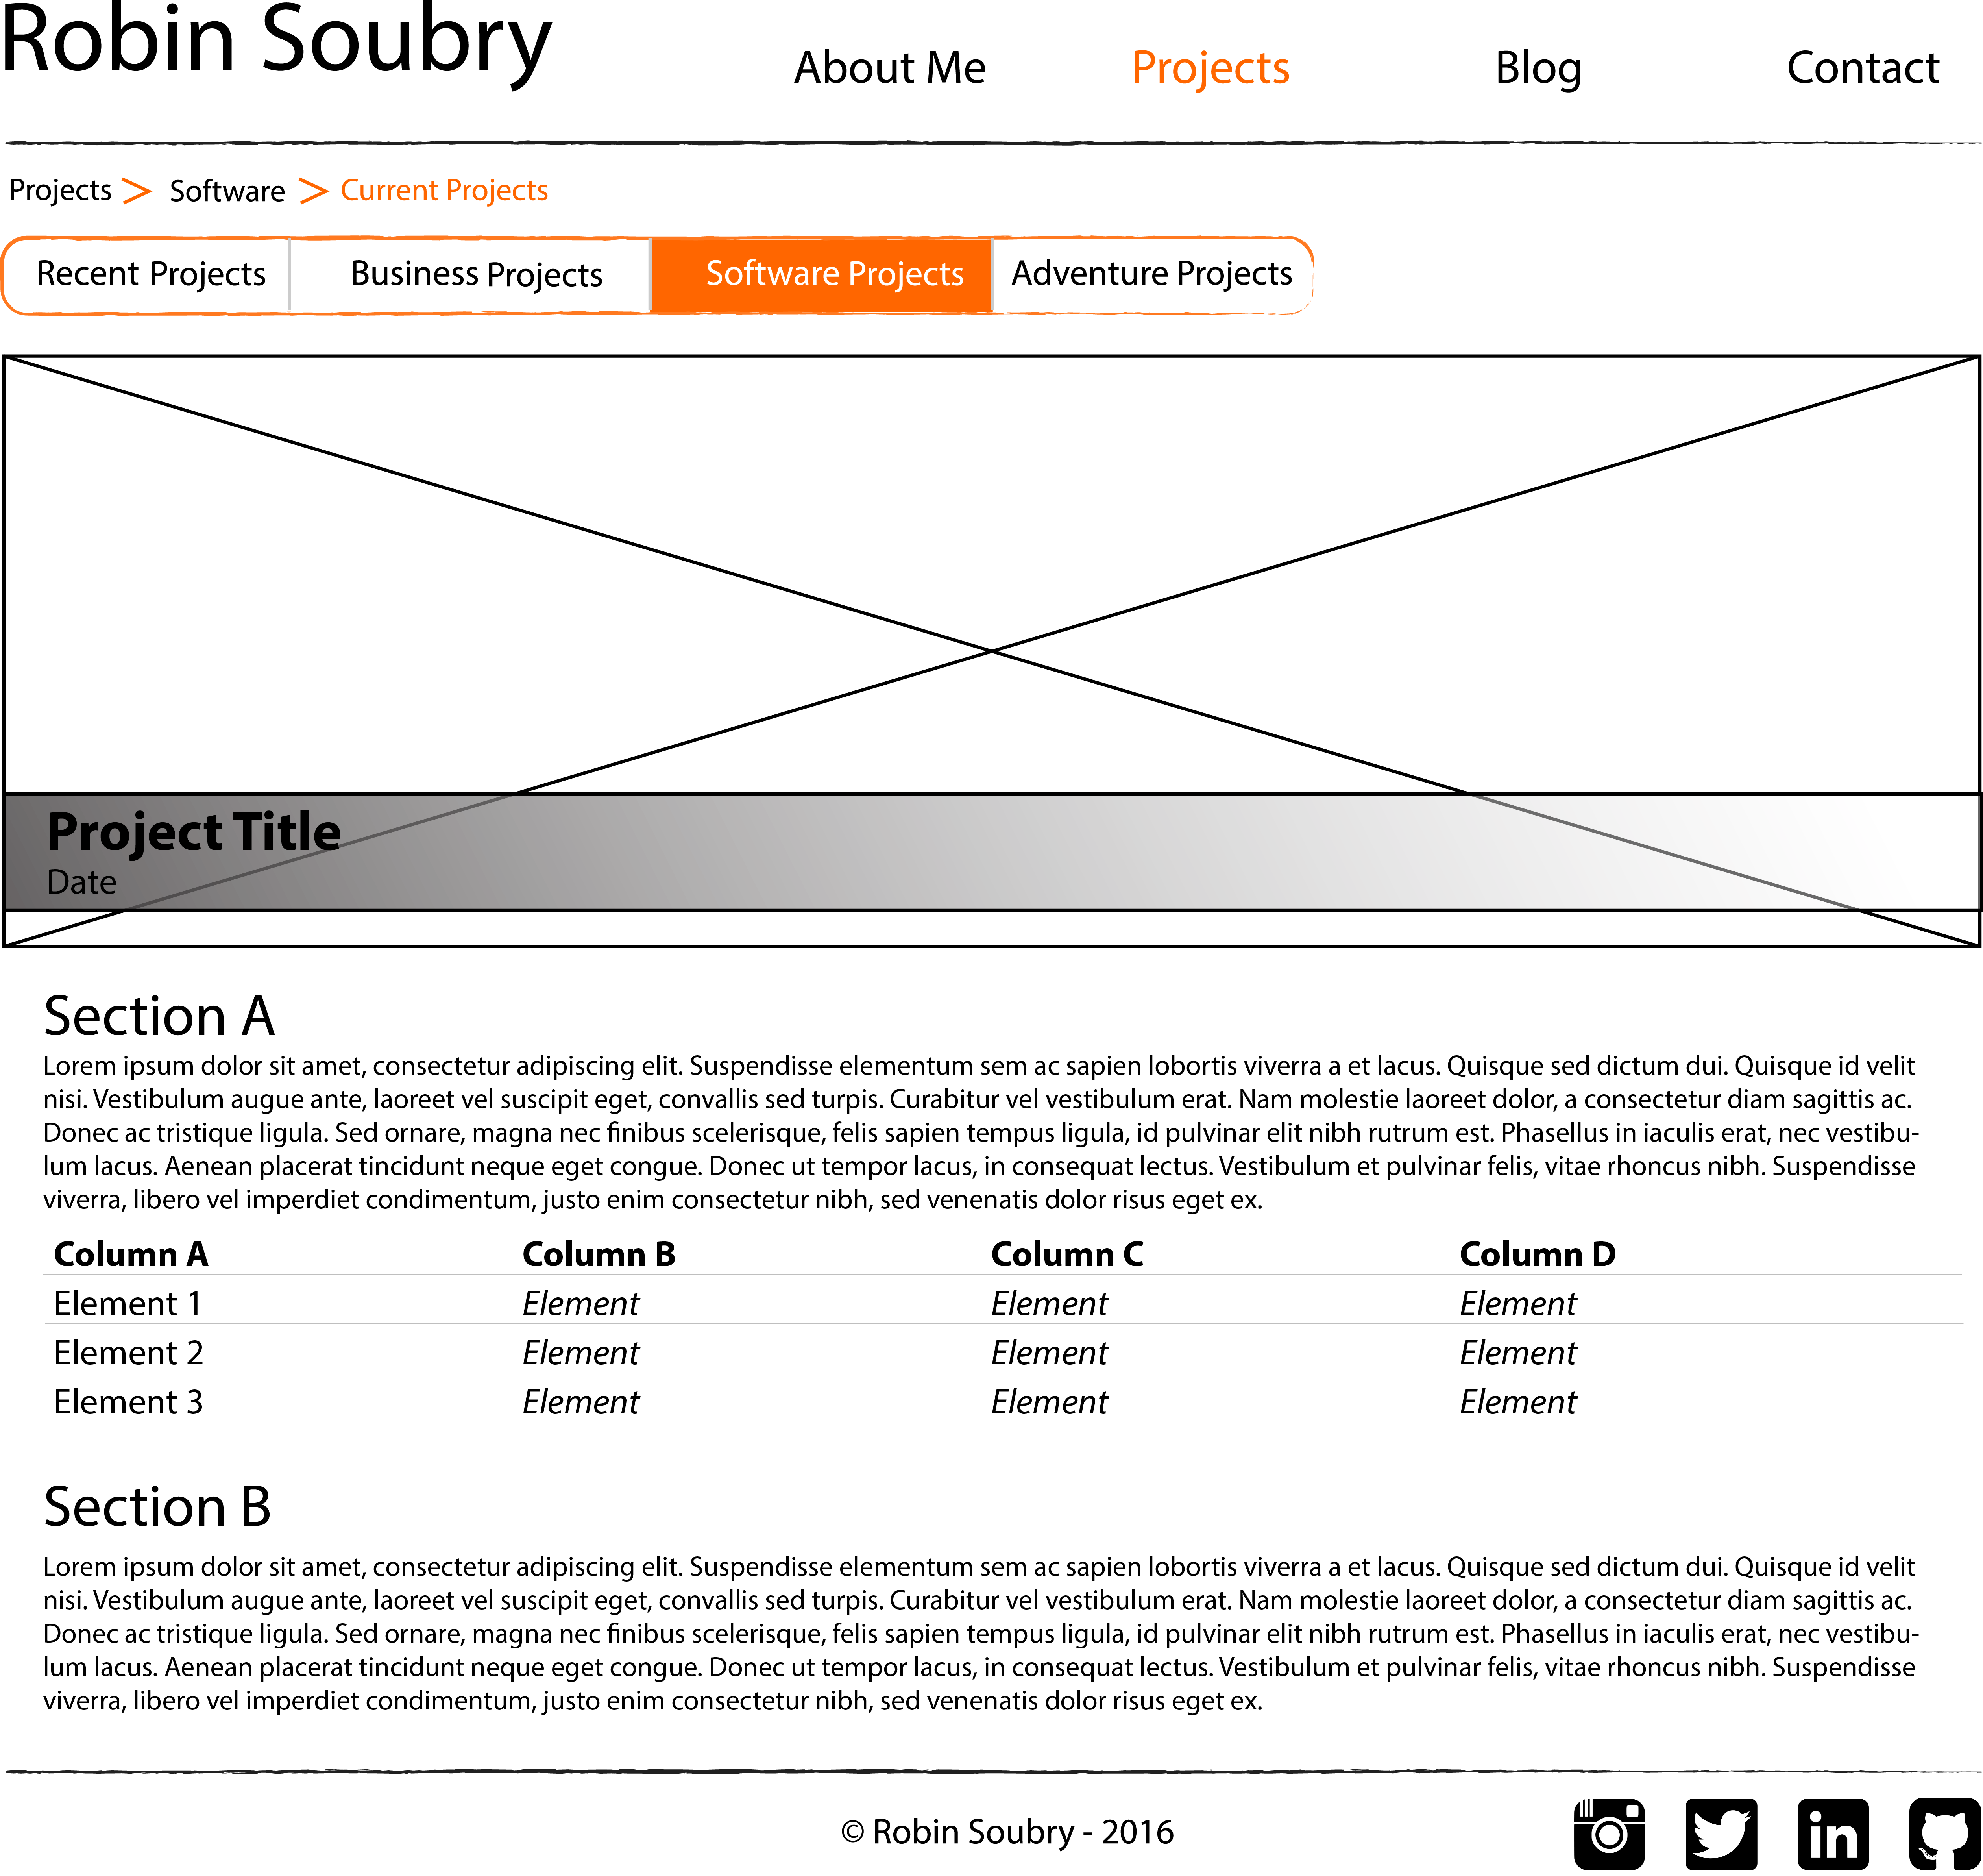 Robin Soubry
About Me Projects Blog Contact
Projects > Software > Current Projects
Recent Projects Business Projects Software Projects Adventure Projects
Project Title
Date
Section A
Lorem ipsum dolor sit amet, consectetur adipiscing elit. Suspendisse elementum sem ac sapien lobortis viverra a et lacus. Quisque sed dictum dui. Quisque id velit
nisi. Vestibulum augue ante, laoreet vel suscipit eget, convallis sed turpis. Curabitur vel vestibulum erat. Nam molestie laoreet dolor, a consectetur diam sagittis ac.
Donec ac tristique ligula. Sed ornare, magna nec finibus scelerisque, felis sapien tempus ligula, id pulvinar elit nibh rutrum est. Phasellus in iaculis erat, nec vestibu-
lum lacus. Aenean placerat tincidunt neque eget congue. Donec ut tempor lacus, in consequat lectus. Vestibulum et pulvinar felis, vitae rhoncus nibh. Suspendisse
viverra, libero vel imperdiet condimentum, justo enim consectetur nibh, sed venenatis dolor risus eget ex.
Column A Column B Column C Column D
Element 1 Element Element Element
Element 2 Element Element Element
Element 3 Element Element Element
Section B
Lorem ipsum dolor sit amet, consectetur adipiscing elit. Suspendisse elementum sem ac sapien lobortis viverra a et lacus. Quisque sed dictum dui. Quisque id velit
nisi. Vestibulum augue ante, laoreet vel suscipit eget, convallis sed turpis. Curabitur vel vestibulum erat. Nam molestie laoreet dolor, a consectetur diam sagittis ac.
Donec ac tristique ligula. Sed ornare, magna nec finibus scelerisque, felis sapien tempus ligula, id pulvinar elit nibh rutrum est. Phasellus in iaculis erat, nec vestibu-
lum lacus. Aenean placerat tincidunt neque eget congue. Donec ut tempor lacus, in consequat lectus. Vestibulum et pulvinar felis, vitae rhoncus nibh. Suspendisse
viverra, libero vel imperdiet condimentum, justo enim consectetur nibh, sed venenatis dolor risus eget ex.
© Robin Soubry - 2016 in